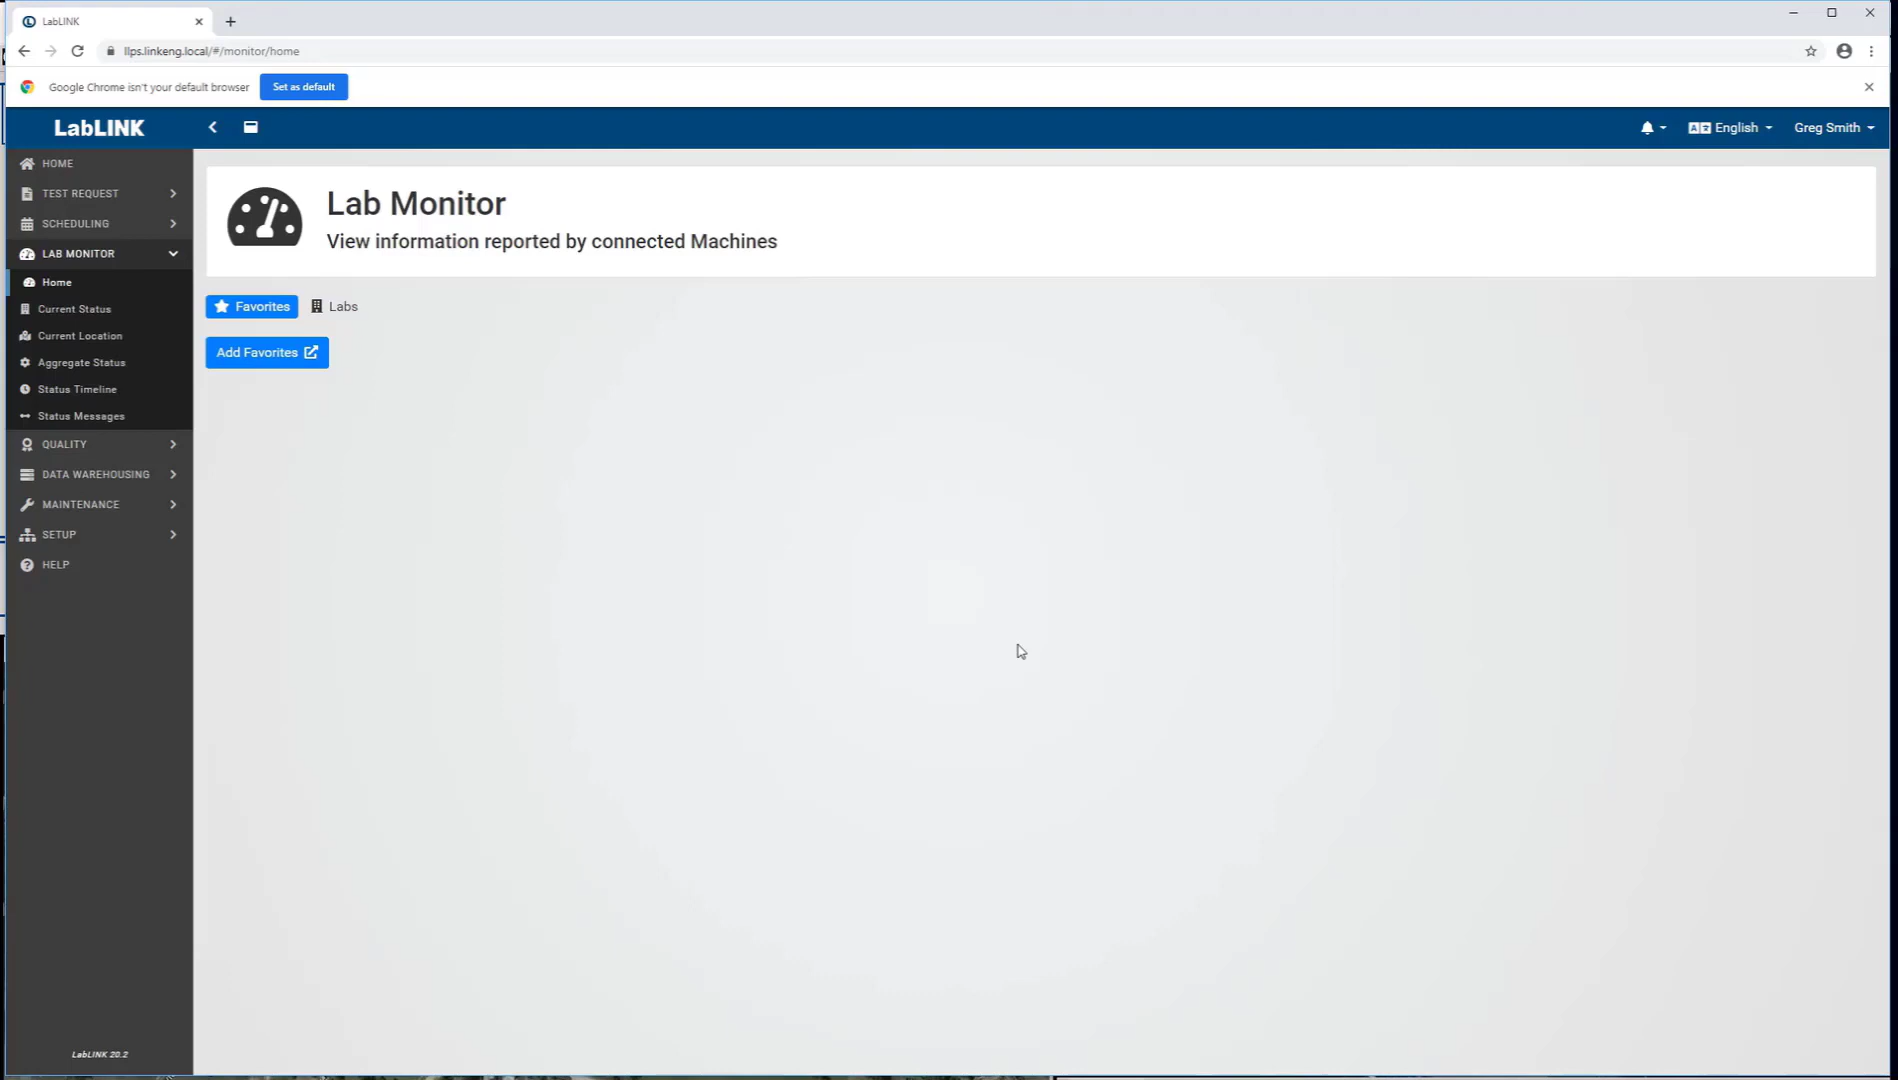 LabLINK
llps.linkeng.local/#/monitor/home
Google Chrome isn't your default browser
Set as default
LabLINK
English
Greg Smith
HOME
TEST REQUEST
SCHEDULING
LAB MONITOR
Home
Current Status
Current Location
Aggregate Status
Status Timeline
Status Messages
QUALITY
DATA WAREHOUSING
MAINTENANCE
SETUP
HELP
LabLINK 20.2
Lab Monitor
View information reported by connected Machines
Favorites
Labs
Add Favorites